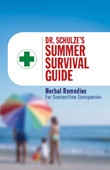 DR. SCHULZE'S
SUMMER
SURVIVAL
GUIDE
Herbal Remedies
For Summertime Emergencies